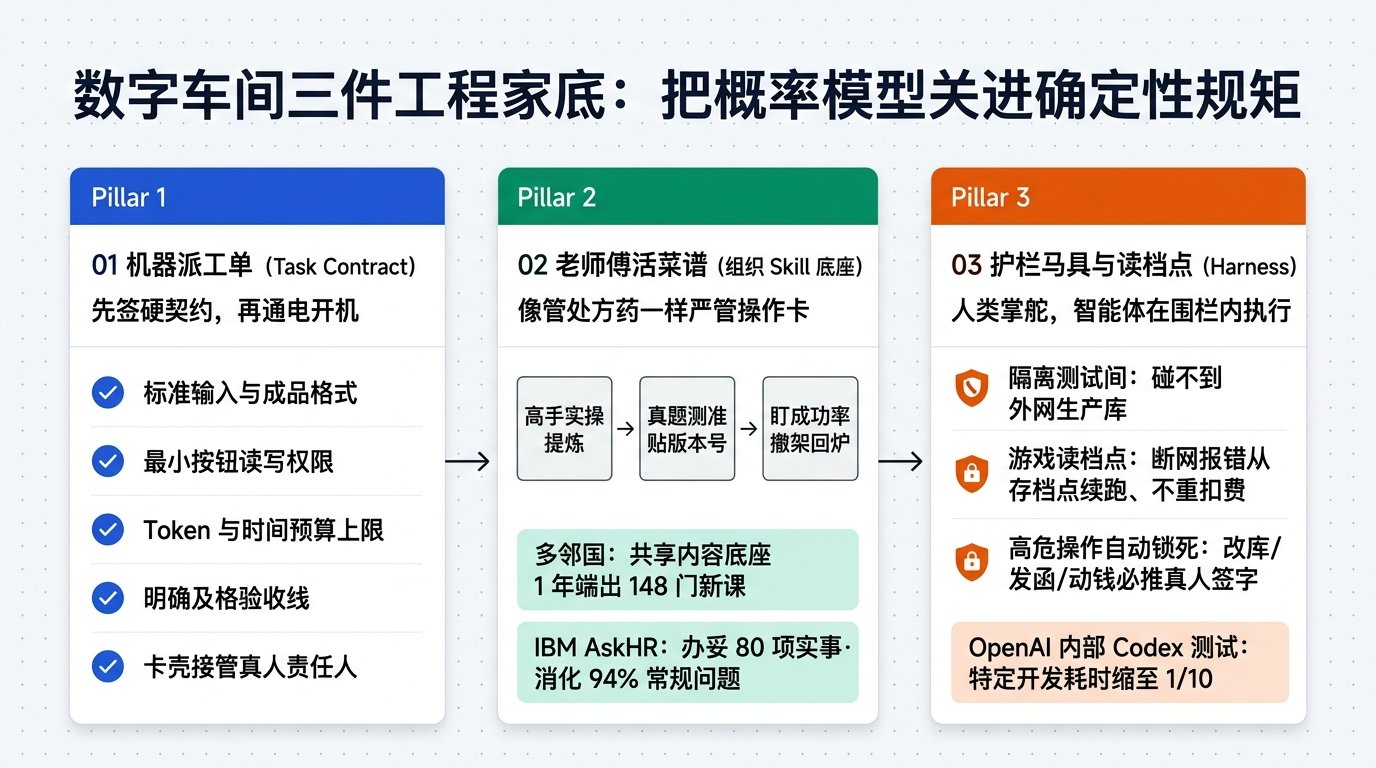 数字车间三件工程家底：把概率模型关进确定性规矩
Pillar 1
01 机器派工单（Task Contract）
先签硬契约，再通电开机
标准输入与成品格式
最小按钮读写权限
Token 与时间预算上限
明确及格验收线
卡壳接管真人责任人
Pillar 2
02 老师傅活菜谱（组织 Skill 底座）
像管处方药一样严管操作卡
高手实操
提炼
真题测准
贴版本号
盯成功率
撤架回炉
多邻国：共享内容底座
1 年端出 148 门新课
IBM AskHR：办妥 80 项实事·
消化 94% 常规问题
Pillar 3
03 护栏马具与读档点（Harness）
人类掌舵，智能体在围栏内执行
隔离测试间：碰不到
外网生产库
游戏读档点：断网报错从
存档点续跑、不重扣费
高危操作自动锁死：改库/
发函/动钱必推真人签字
OpenAI 内部 Codex 测试：
特定开发耗时缩至 1/10